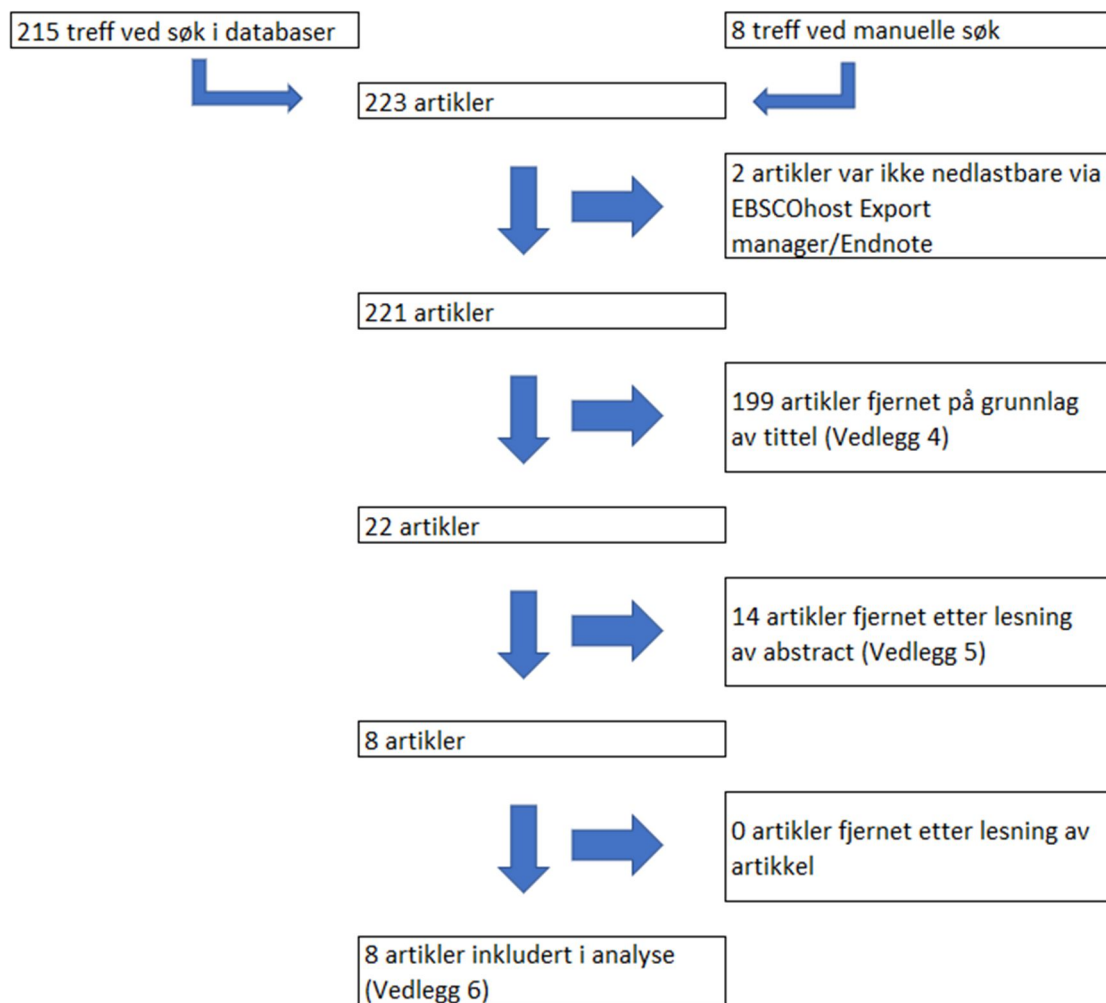 215 treff ved søk i databaser
8 treff ved manuelle søk
223 artikler
2 artikler var ikke nedlastbare via
EBSCOhost Export
manager/Endnote
221 artikler
199 artikler fjernet på grunnlag
av tittel (Vedlegg 4)
22 artikler
14 artikler fjernet etter lesning
av abstract (Vedlegg 5)
8 artikler
0 artikler fjernet etter lesning av
artikkel
8 artikler inkludert i analyse
(Vedlegg 6)